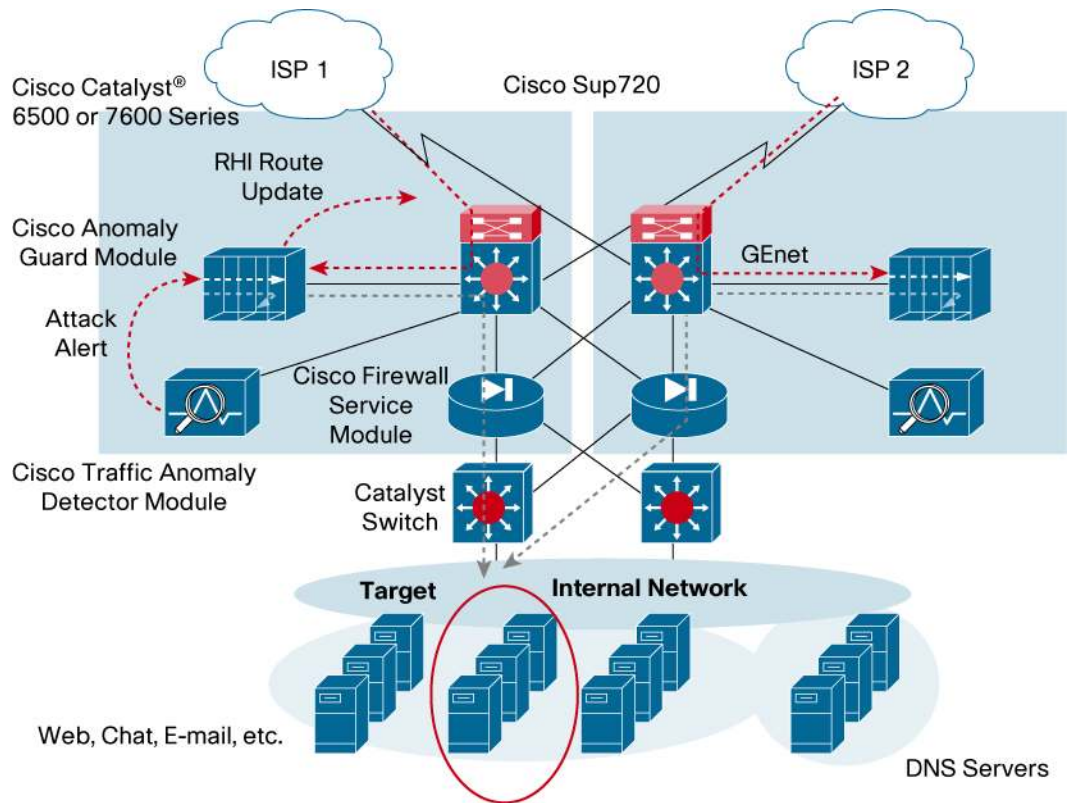 ISP 1
ISP 2
Cisco Catalyst®
6500 or 7600 Series
Cisco Sup720
RHI Route
Update
Cisco Anomaly
Guard Module
GEnet
Attack
Alert
Cisco Firewall
Service
Module
Cisco Traffic Anomaly
Detector Module
Catalyst
Switch
Target
Internal Network
Web, Chat, E-mail, etc.
DNS Servers